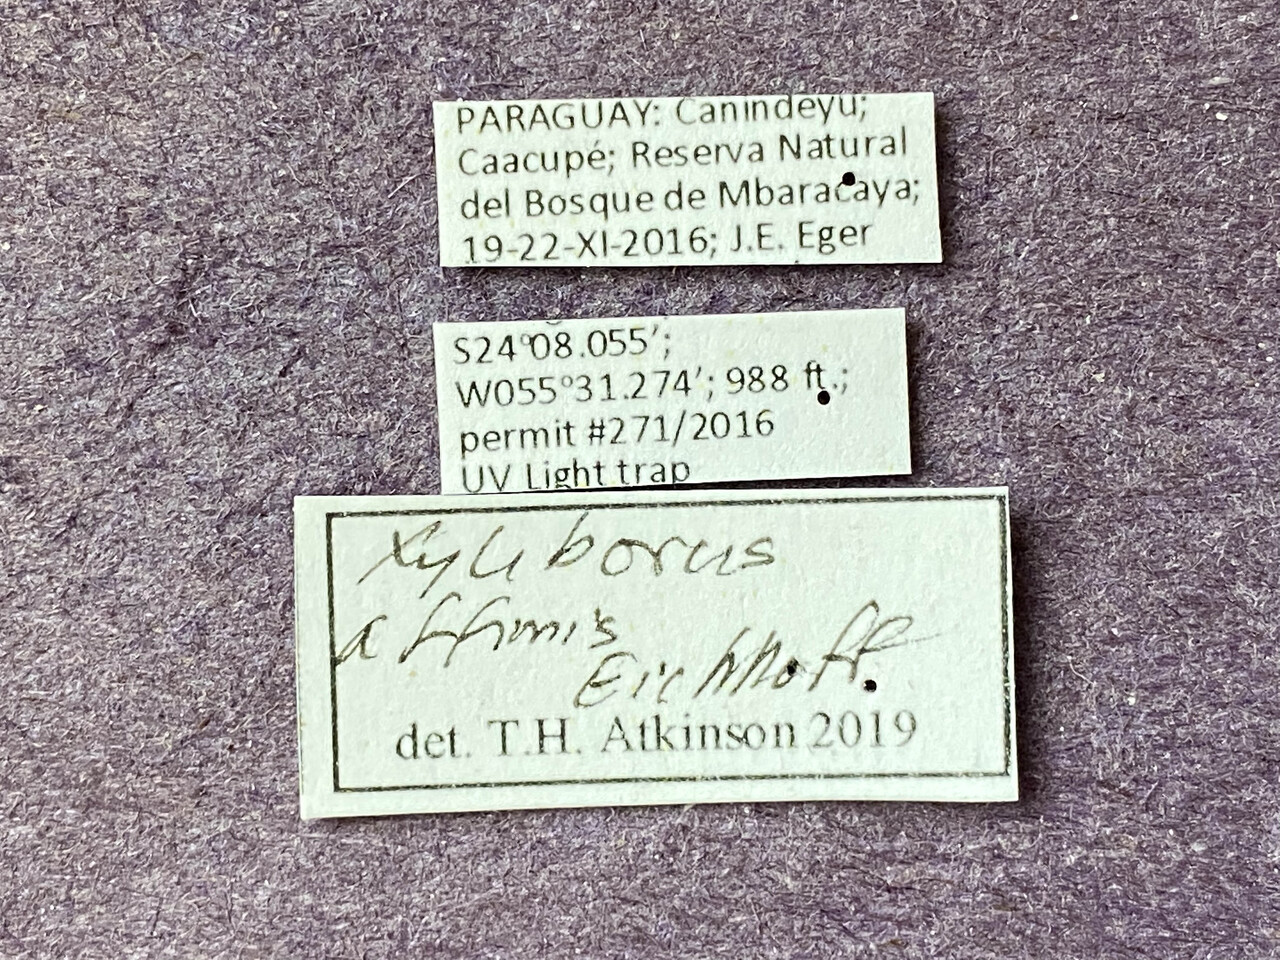 PARAGUAY: Canindeyu;
Caacupé; Reserva Natural
del Bosque de Mbaracaya;
19-22-XI-2016; J.E. Eger
S24°08.055′;
W055°31.274′; 988 ft.;
permit #271/2016
UV Light trap
Xyleborus
affinis
Eichhoff
det. T.H. Atkinson 2019